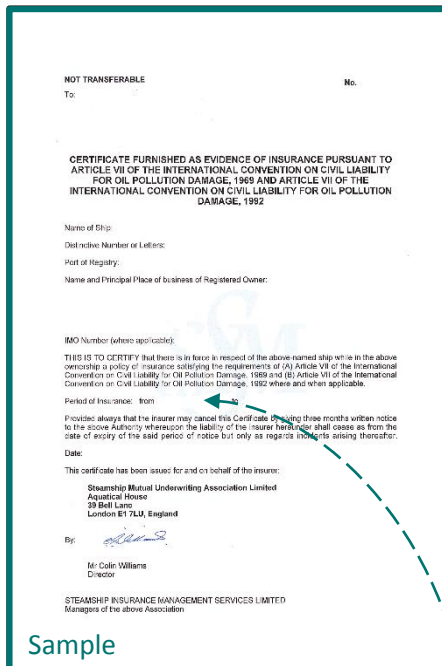 NOT TRANSFERABLE
No.
To:
CERTIFICATE FURNISHED AS EVIDENCE OF INSURANCE PURSUANT TO
ARTICLE VII OF THE INTERNATIONAL CONVENTION ON CIVIL LIABILITY
FOR OIL POLLUTION DAMAGE, 1969 AND ARTICLE VII OF THE
INTERNATIONAL CONVENTION ON CIVIL LIABILITY FOR OIL POLLUTION
DAMAGE, 1992
Name of Ship:
Distinctive Number or Letters:
Port of Registry:
Name and Principal Place of business of Registered Owner:
IMO Number (where applicable):
THIS IS TO CERTIFY that there is in force in respect of the above-named ship while in the above
ownership a policy of insurance satisfying the requirements of (A) Article VII of the International
Convention on Civil Liability for Oil Pollution Damage, 1969 and (B) Article VII of the International
Convention on Civil Liability for Oil Pollution Damage, 1992 where and when applicable.
Period of Insurance: from to
Provided always that the insurer may cancel this Certificate by giving three months written notice
to the above Authority whereupon the liability of the insurer hereunder shall cease as from the
date of expiry of the said period of notice but only as regards incidents arising thereafter.
Date:
This certificate has been issued for and on behalf of the insurer:
Steamship Mutual Underwriting Association Limited
Aquatical House
39 Bell Lane
London E1 7LU, England
By:
Mr Colin Williams
Director
STEAMSHIP INSURANCE MANAGEMENT SERVICES LIMITED
Managers of the above Association
Sample